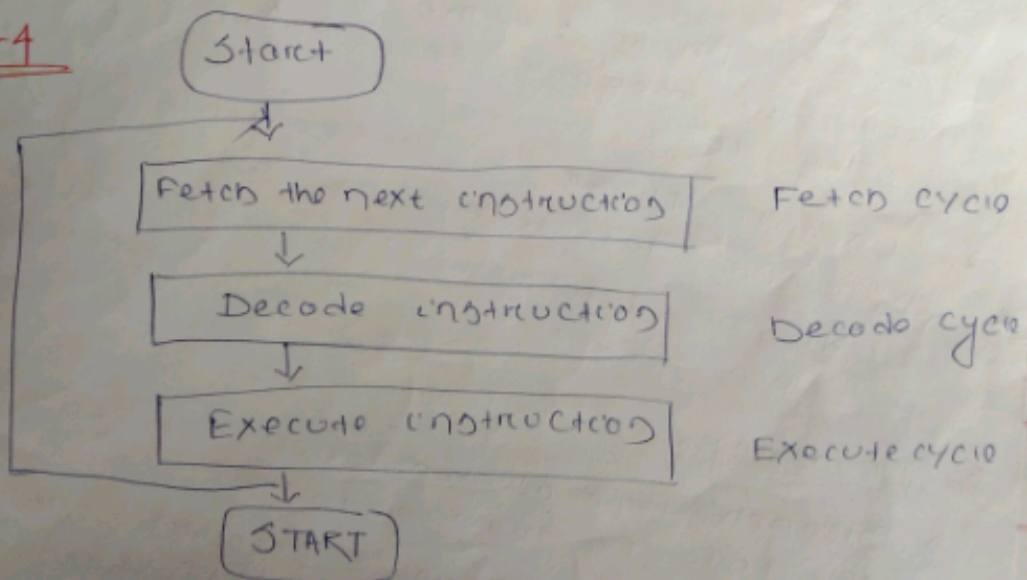 -4
Start
Fetch the next instruction
Fetch cycle
Decode instruction
Decode cycle
Execute instruction
Execute cycle
START